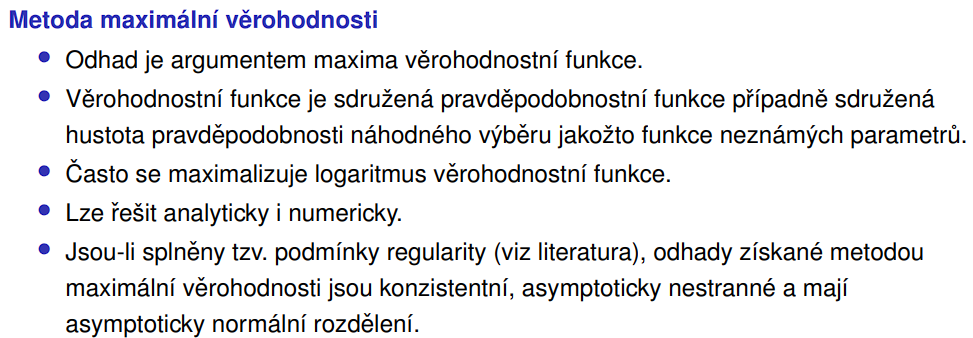 Metoda maximální věrohodnosti
Odhad je argumentem maxima věrohodnostní funkce.
Věrohodnostní funkce je sdružená pravděpodobnostní funkce případně sdružená
hustota pravděpodobnosti náhodného výběru jakožto funkce neznámých parametrů.
Často se maximalizuje logaritmus věrohodnostní funkce.
Lze řešit analyticky i numericky.
Jsou-li splněny tzv. podmínky regularity (viz literatura), odhady získané metodou
maximální věrohodnosti jsou konzistentní, asymptoticky nestranné a mají
asymptoticky normální rozdělení.